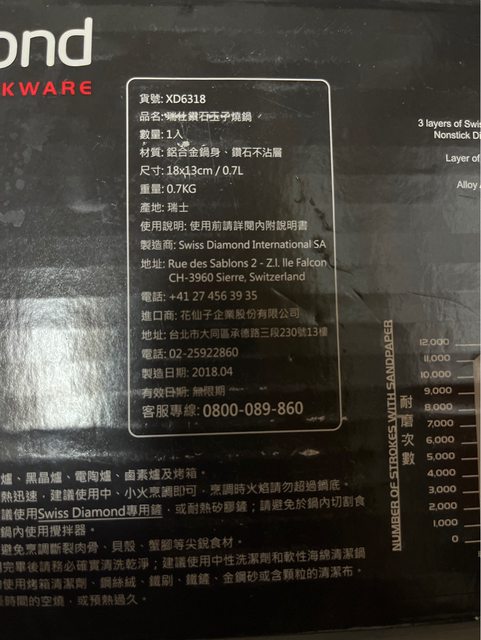 ond
KWARE
貨號: XD6318
品名: 瑞仕鑽石玉子燒鍋
數量: 1入
材質: 鋁合金鍋身、鑽石不沾層
尺寸: 18x13cm / 0.7L
重量: 0.7KG
產地: 瑞士
使用說明: 使用前請詳閱內附說明書
製造商: Swiss Diamond International SA
地址: Rue des Sablons 2 - Z.I. Ile Falcon
CH-3960 Sierre, Switzerland
電話: +41 27 456 39 35
進口商: 花仙子企業股份有限公司
地址: 台北市大同區承德路三段230號13樓
電話: 02-25922860
製造日期: 2018.04
有效日期: 無限期
客服專線: 0800-089-860
3 layers of Swi
Nonstick Di
Layer of
Alloy
NUMBER OF STROKES WITH SANDPAPER
耐磨次數
12,000
11,000
10,000
9,000
8,000
7,000
6,000
5,000
4,000
3,000
2,000
1,000
0
爐、黑晶爐、電陶爐、鹵素爐及烤箱。
熱迅速，建議使用中、小火烹調即可，烹調時火焰請勿超過鍋底。
議使用Swiss Diamond專用鏟，或耐熱矽膠鏟；請避免於鍋內切割食
鍋內使用攪拌器。
避免烹調斷裂肉骨、貝殼、蟹腳等尖銳食材。
完畢後請務必確實清洗乾淨；建議使用中性洗潔劑和軟性海綿清潔鍋
使用烤箱清潔劑、鋼絲絨、鐵刷、鐵鏽、金鋼砂或含顆粒的清潔布。
長時間的空燒，或預熱過久。